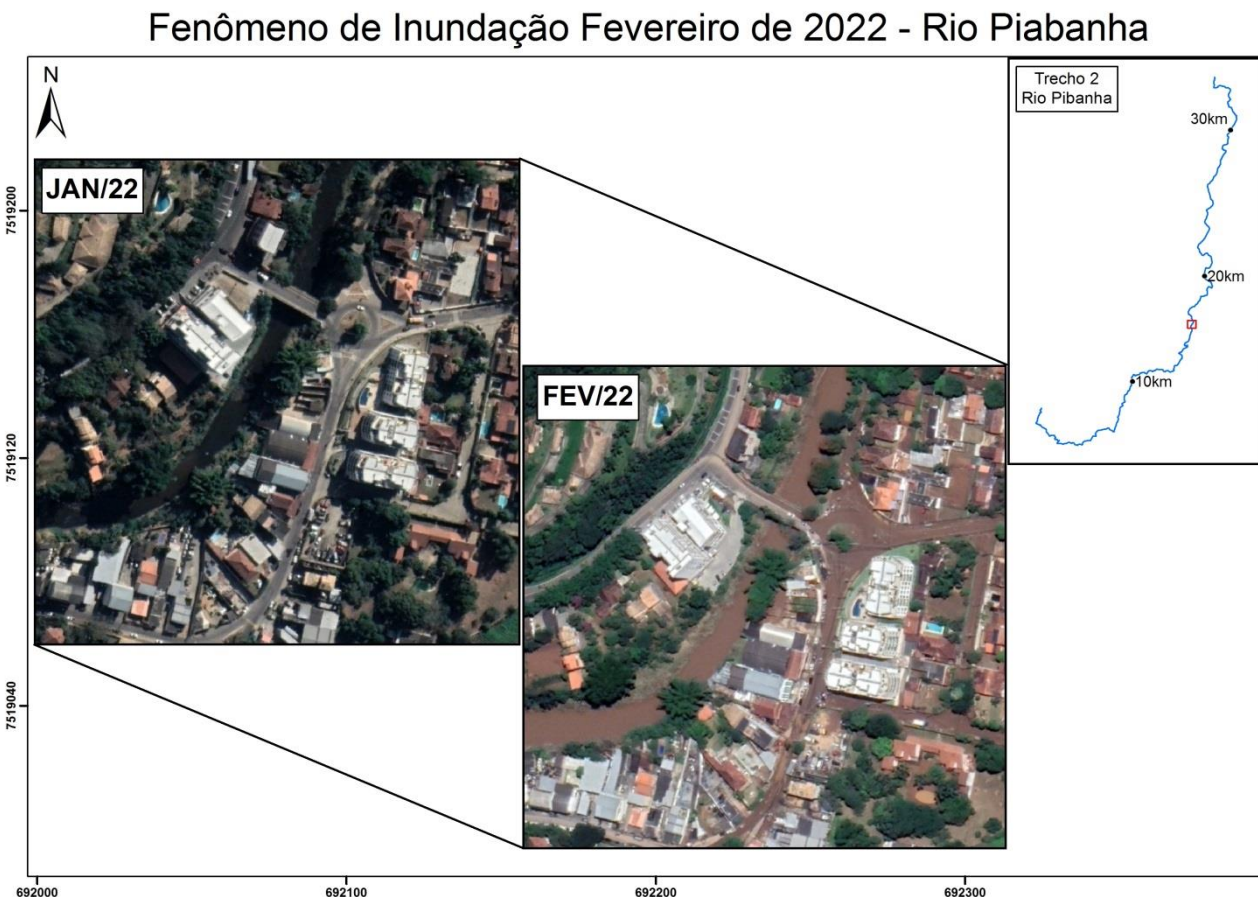 Fenômeno de Inundação Fevereiro de 2022 - Rio Piabanha
N
JAN/22
FEV/22
Trecho 2
Rio Pibanha
30km
20km
10km
7519200
7519120
7519040
692000
692100
692200
692300